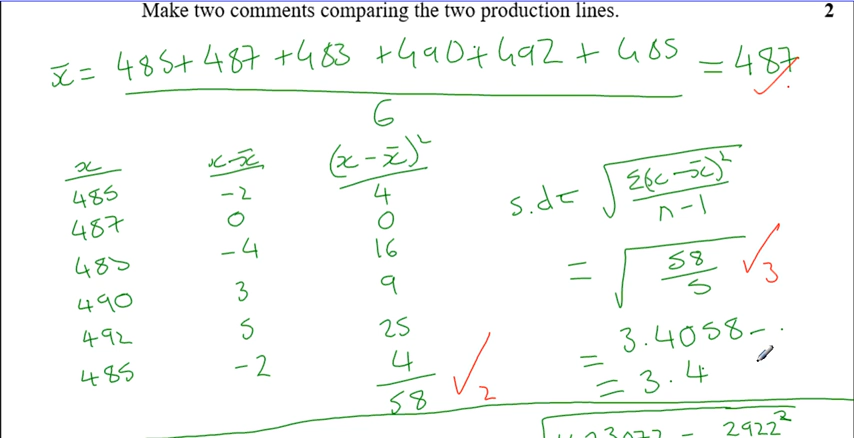 Make two comments comparing the two production lines. 2
x̄ = (485+ 487 +483 +490+492 + 485) / 6 = 487 ✓
x   x-x̄   (x-x̄)²
485   -2   4
487   0   0
483   -4   16
490   3   9
492   5   25
485   -2   4
58 ✓2
s.d = √(Σ(x-x̄)² / n-1)
= √(58 / 5) ✓3
= 3.4058...
= 3.4
2922²